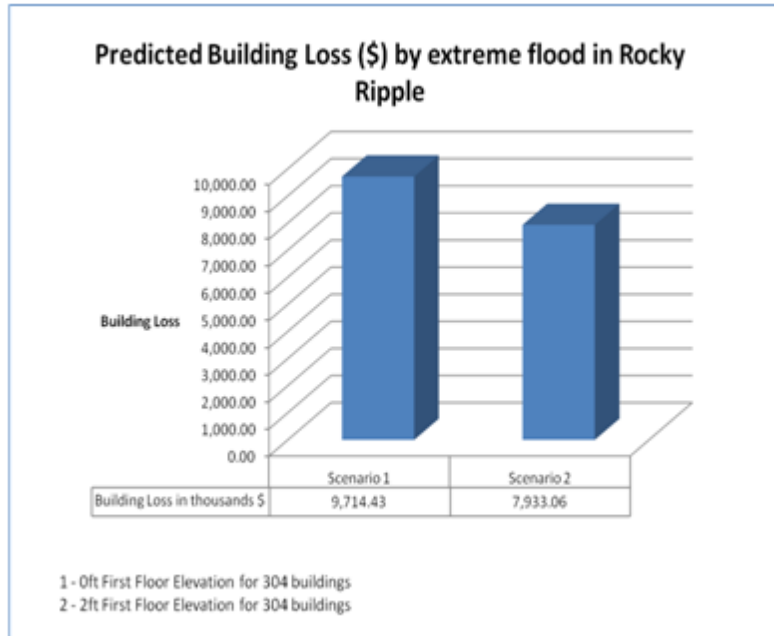 Predicted Building Loss ($) by extreme flood in Rocky
Ripple
10,000.00
9,000.00
8,000.00
7,000.00
6,000.00
Building Loss 5,000.00
4,000.00
3,000.00
2,000.00
1,000.00
0.00
Scenario 1 Scenario 2
Building Loss in thousands $ 9,714.43 7,933.06
1 - 0ft First Floor Elevation for 304 buildings
2 - 2ft First Floor Elevation for 304 buildings